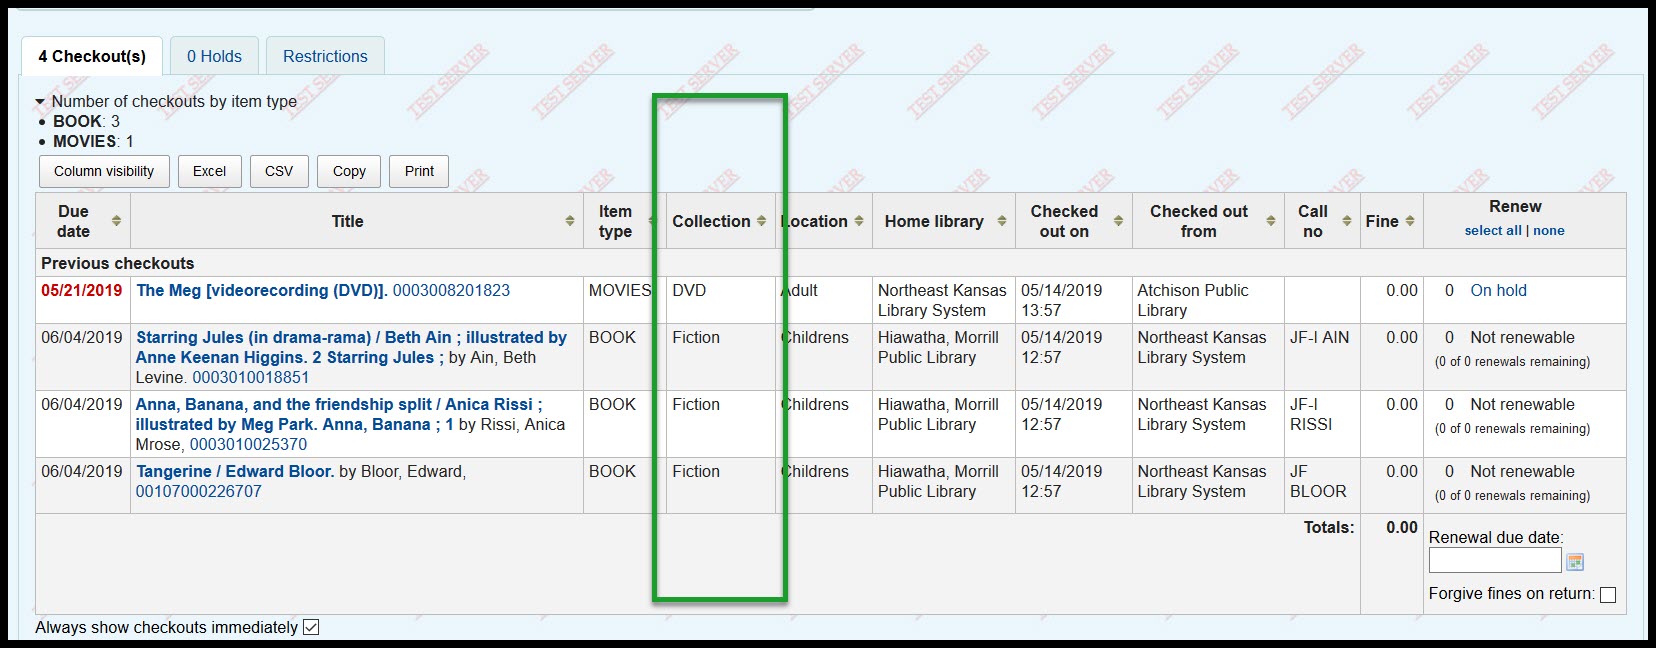 4 Checkout(s) 0 Holds Restrictions
Number of checkouts by item type
BOOK: 3
MOVIES: 1
Column visibility Excel CSV Copy Print
Due date Title Item type Collection Location Home library Checked out on Checked out from Call no Fine Renew select all | none
Previous checkouts
05/21/2019 The Meg [videorecording (DVD)]. 0003008201823 MOVIES DVD Adult Northeast Kansas 05/14/2019 Atchison Public 0.00 0 On hold
Library System 13:57 Library
06/04/2019 Starring Jules (in drama-rama) / Beth Ain ; illustrated by BOOK Fiction Childrens Hiawatha, Morrill 05/14/2019 Northeast Kansas JF-I AIN 0.00 0 Not renewable
Anne Keenan Higgins. 2 Starring Jules ; by Ain, Beth Public Library 12:57 Library System (0 of 0 renewals remaining)
Levine. 0003010018851
06/04/2019 Anna, Banana, and the friendship split / Anica Rissi ; BOOK Fiction Childrens Hiawatha, Morrill 05/14/2019 Northeast Kansas JF-I 0.00 0 Not renewable
illustrated by Meg Park. Anna, Banana ; 1 by Rissi, Anica Public Library 12:57 Library System RISSI (0 of 0 renewals remaining)
Mrose, 0003010025370
06/04/2019 Tangerine / Edward Bloor. by Bloor, Edward, BOOK Fiction Childrens Hiawatha, Morrill 05/14/2019 Northeast Kansas JF 0.00 0 Not renewable
00107000226707 Public Library 12:57 Library System BLOOR (0 of 0 renewals remaining)
Totals: 0.00
Renewal due date:
Forgive fines on return:
Always show checkouts immediately
TEST SERVER